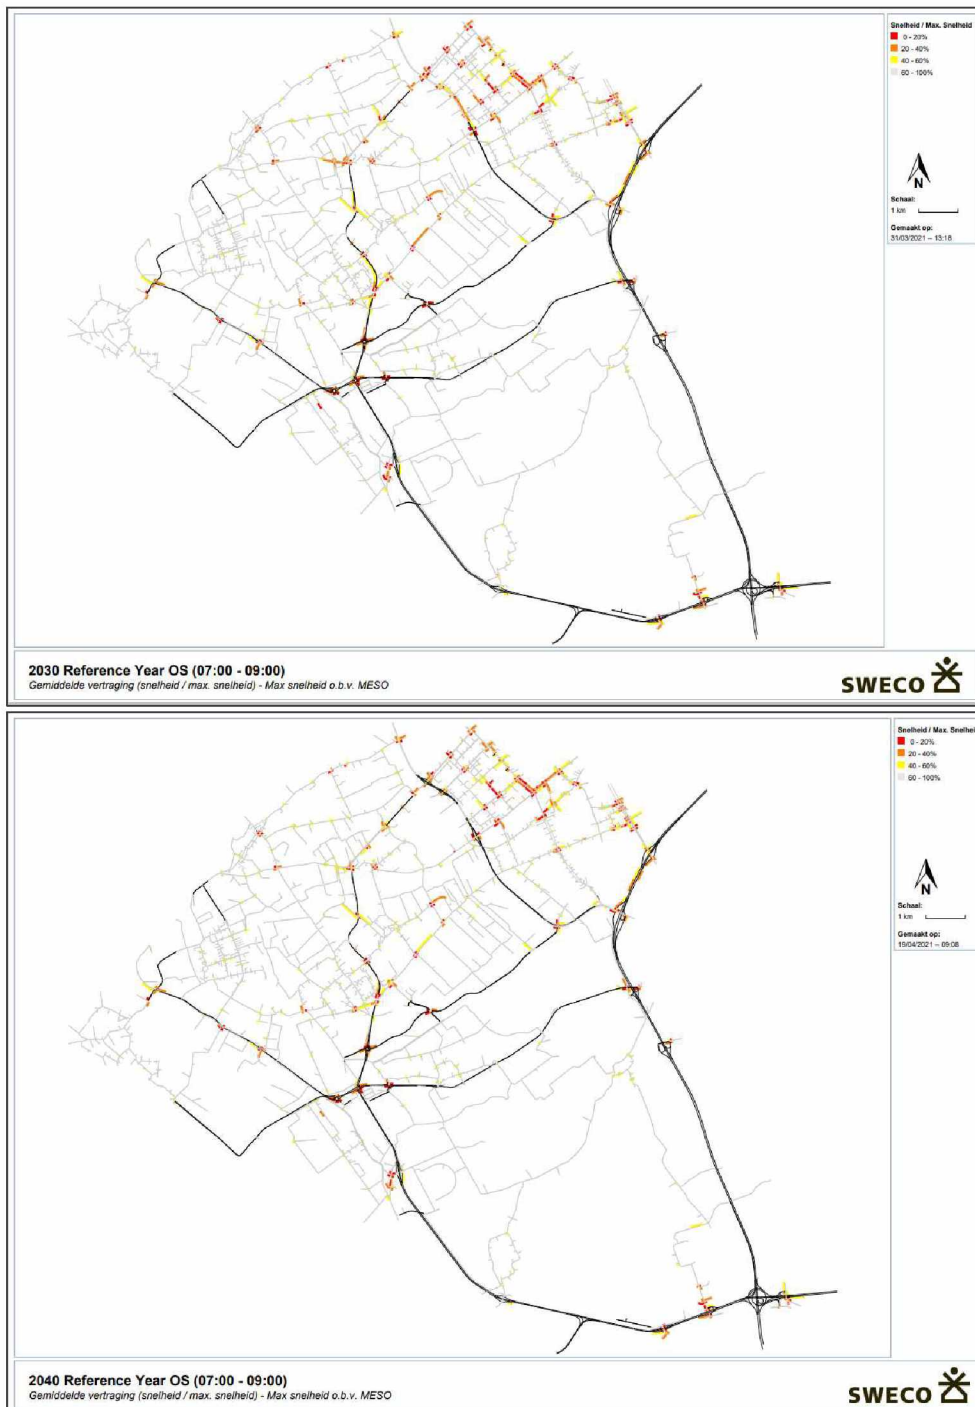 Snelheid / Max. Snelheid
0 - 20%
20 - 40%
40 - 60%
60 - 100%
N
Schaal:
1 km
Gemaakt op:
31/03/2021 – 13:18
2030 Reference Year OS (07:00 - 09:00)
Gemiddelde vertraging (snelheid / max. snelheid) - Max snelheid o.b.v. MESO
SWECO
Snelheid / Max. Snelheid
0 - 20%
20 - 40%
40 - 60%
60 - 100%
N
Schaal:
1 km
Gemaakt op:
19/04/2021 – 09:08
2040 Reference Year OS (07:00 - 09:00)
Gemiddelde vertraging (snelheid / max. snelheid) - Max snelheid o.b.v. MESO
SWECO